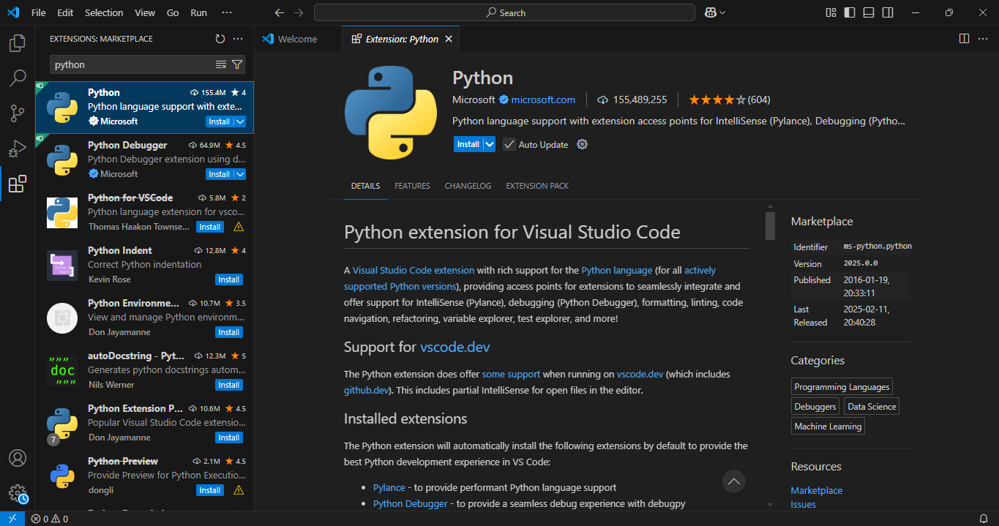 File Edit Selection View Go Run ···
Search
EXTENSIONS: MARKETPLACE
python
Python 155.4M 4
Python language support with exte...
Microsoft Install
Python Debugger 64.9M 4.5
Python Debugger extension using d...
Microsoft Install
Python for VSCode 5.8M 2
Python language extension for vsco...
Thomas Haakon Townse... Install
Python Indent 12.8M 4
Correct Python indentation
Kevin Rose Install
Python Environme... 10.7M 3.5
View and manage Python environm...
Don Jayamanne Install
"""
doc
"""
autoDocstring - Pyt... 12.3M 5
Generates python docstrings autom...
Nils Werner Install
Python Extension P... 10.6M 4.5
Popular Visual Studio Code extensio...
7
Don Jayamanne Install
Python Preview 2.1M 4.5
Provide Preview for Python Executio...
dongli Install
Welcome
Extension: Python
Python
Microsoft microsoft.com 155,489,255 (604)
Python language support with extension access points for IntelliSense (Pylance), Debugging (Pytho...
Install Auto Update
DETAILS FEATURES CHANGELOG EXTENSION PACK
Python extension for Visual Studio Code
A Visual Studio Code extension with rich support for the Python language (for all actively
supported Python versions), providing access points for extensions to seamlessly integrate and
offer support for IntelliSense (Pylance), debugging (Python Debugger), formatting, linting, code
navigation, refactoring, variable explorer, test explorer, and more!
Support for vscode.dev
The Python extension does offer some support when running on vscode.dev (which includes
github.dev). This includes partial IntelliSense for open files in the editor.
Installed extensions
The Python extension will automatically install the following extensions by default to provide the
best Python development experience in VS Code:
• Pylance - to provide performant Python language support
• Python Debugger - to provide a seamless debug experience with debugpy
Marketplace
Identifier ms-python.python
Version 2025.0.0
Published 2016-01-19,
20:33:11
Last 2025-02-11,
Released 20:40:28
Categories
Programming Languages
Debuggers Data Science
Machine Learning
Resources
Marketplace
Issues
0 0